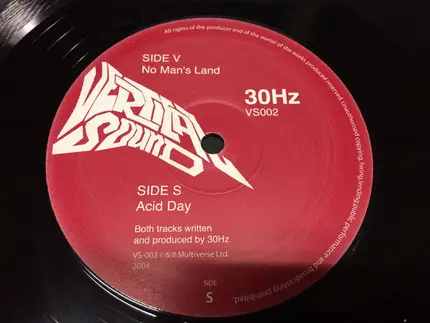 SIDE V
No Man's Land
30Hz
VS002
VERTICAL
SOUND
SIDE S
Acid Day
Both tracks written
and produced by 30Hz
VS-002 ©&℗ Multiverse Ltd.
2004
SIDE
S
All rights of the producer and of the owner of the works produced reserved. Unauthorised copying, hiring, lending, public performance and broadcasting prohibited.